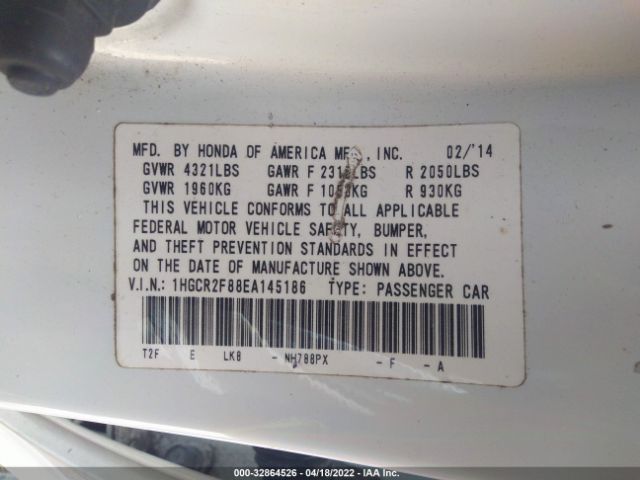 MFD. BY HONDA OF AMERICA MFG., INC. 02/'14
GVWR 4321LBS GAWR F R 2050LBS
GVWR 1960KG GAWR F R 930KG
THIS VEHICLE CONFORMS TO ALL APPLICABLE
FEDERAL MOTOR VEHICLE SAFETY, BUMPER,
AND THEFT PREVENTION STANDARDS IN EFFECT
ON THE DATE OF MANUFACTURE SHOWN ABOVE.
V.I.N.: 1HGCR2F88EA145186 TYPE: PASSENGER CAR
T2F E LK8 - NH788PX - F - A
000-32864526 - 04/18/2022 - IAA Inc.